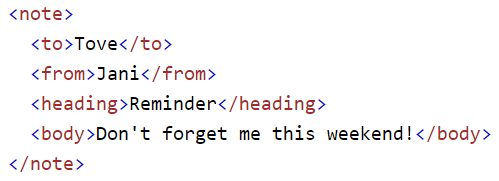 <note>
<to>Tove</to>
<from>Jani</from>
<heading>Reminder</heading>
<body>Don't forget me this weekend!</body>
</note>